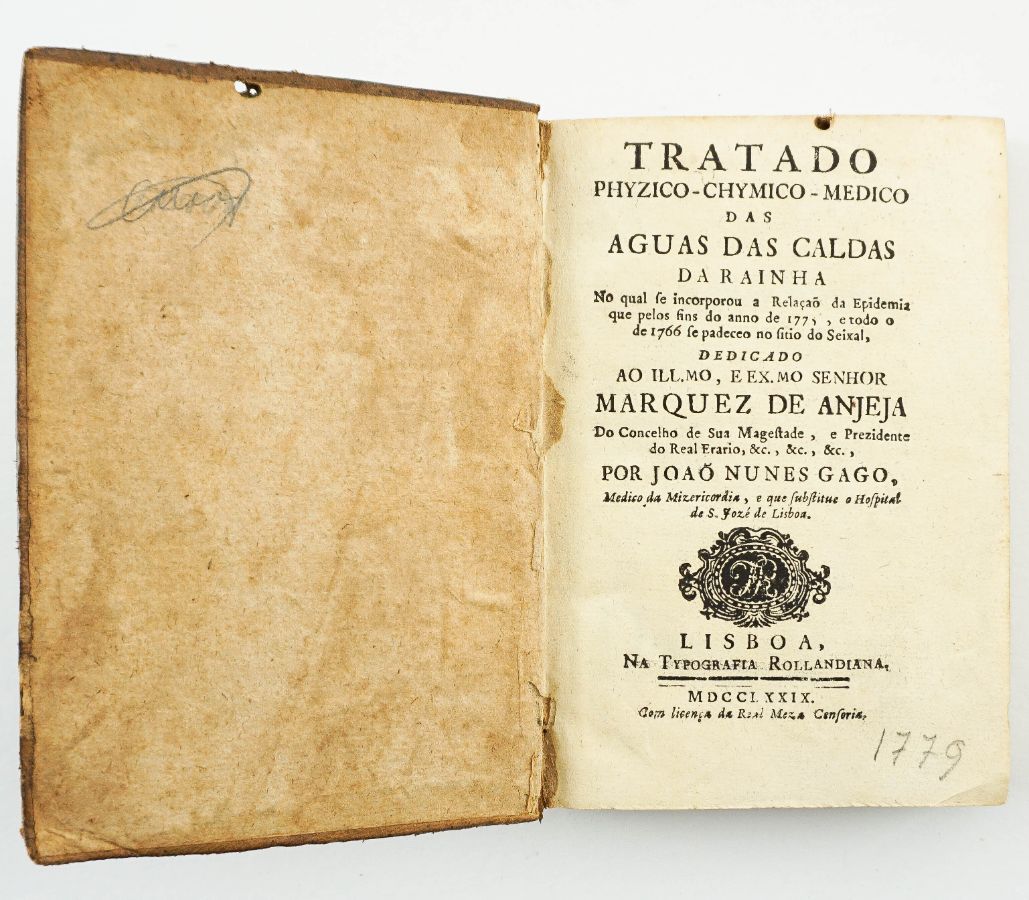 TRATADO
PHYZICO-CHYMICO-MEDICO
DAS
AGUAS DAS CALDAS
DA RAINHA
No qual ſe incorporou a Relaçaõ da Epidemia
que pelos fins do anno de , e todo o
de 1766 ſe padeceo no ſitio do Seixal,
DEDICADO
AO ILL.MO, E EX.MO SENHOR
MARQUEZ DE ANJEJA
Do Concelho de Sua Mageſtade, e Prezidente
do Real Erario, &c., &c., &c.,
POR JOAÕ NUNES GAGO,
Medico da Mizericordia, e que ſubſtitue o Hoſpital
de S. Jozé de Lisboa.
LISBOA,
NA TYPOGRAFIA ROLLANDIANA.
MDCCLXXIX.
Com licença da Real Meza Cenſoria.
1779